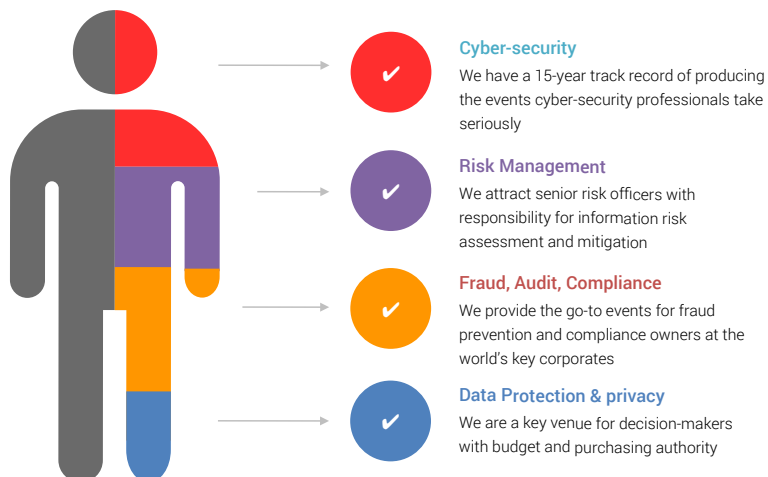 Cyber-security
We have a 15-year track record of producing
the events cyber-security professionals take
seriously
Risk Management
We attract senior risk officers with
responsibility for information risk
assessment and mitigation
Fraud, Audit, Compliance
We provide the go-to events for fraud
prevention and compliance owners at the
world's key corporates
Data Protection & privacy
We are a key venue for decision-makers
with budget and purchasing authority